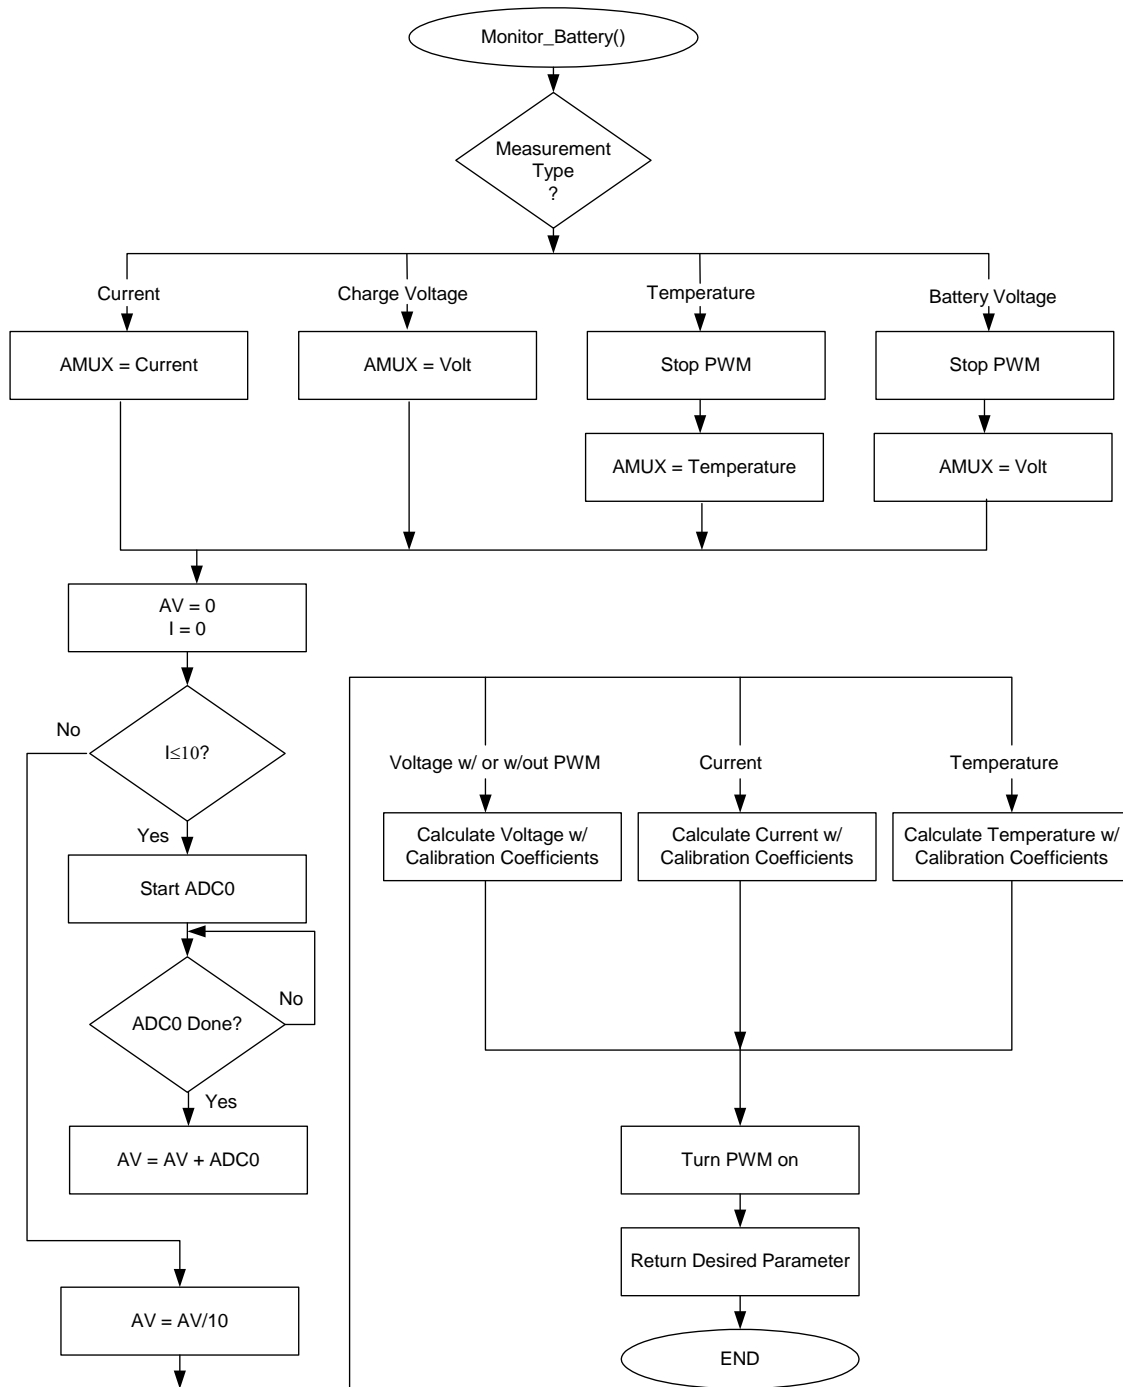 Monitor_Battery()
Measurement
Type
?
Current
Charge Voltage
Temperature
Battery Voltage
AMUX = Current
AMUX = Volt
Stop PWM
Stop PWM
AMUX = Temperature
AMUX = Volt
AV = 0
I = 0
No
I≤10?
Yes
Start ADC0
No
ADC0 Done?
Yes
AV = AV + ADC0
AV = AV/10
Voltage w/ or w/out PWM
Current
Temperature
Calculate Voltage w/
Calibration Coefficients
Calculate Current w/
Calibration Coefficients
Calculate Temperature w/
Calibration Coefficients
Turn PWM on
Return Desired Parameter
END